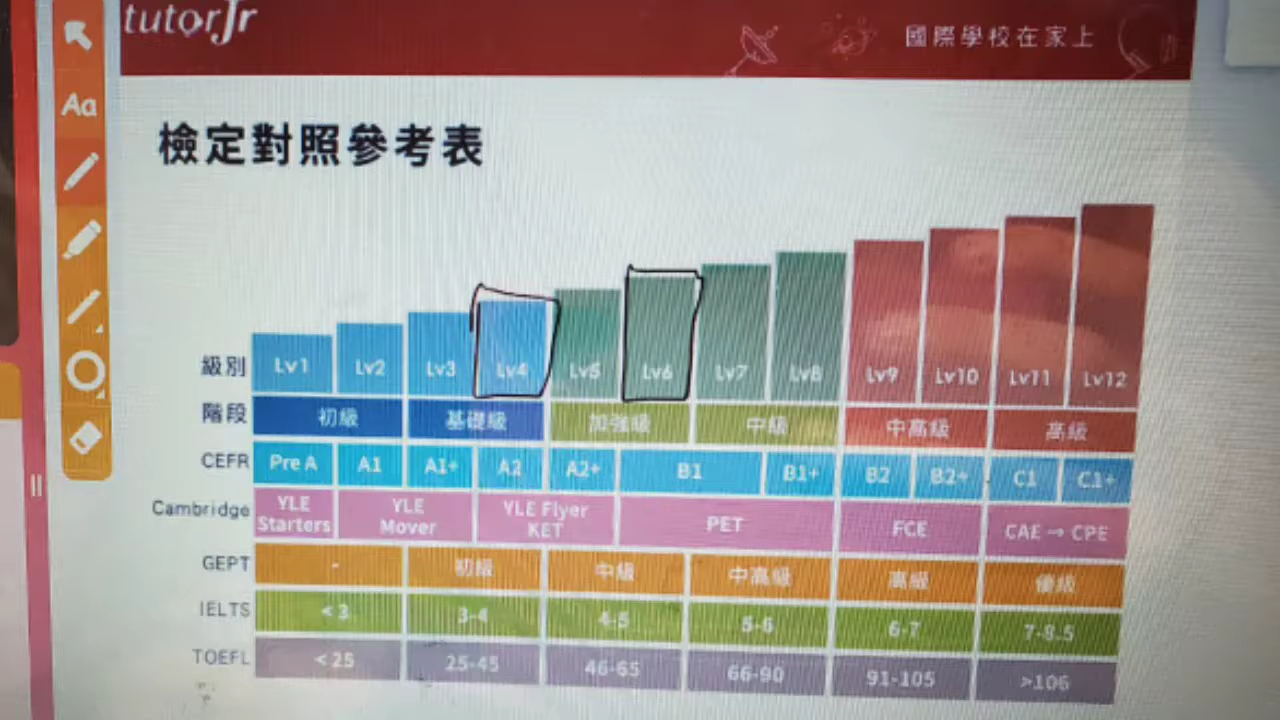 tutorJr
國際學校在家上
Aa
檢定對照參考表
級別 Lv1 Lv2 Lv3 Lv4 Lv5 Lv6 Lv7 Lv8 Lv9 Lv10 Lv11 Lv12
階段 初級 基礎級 加強級 中級 中高級 高級
CEFR Pre A A1 A1+ A2 A2+ B1 B1+ B2 B2+ C1 C1+
Cambridge YLE Starters YLE Mover YLE Flyer KET PET FCE CAE → CPE
GEPT - 初級 中級 中高級 高級 優級
IELTS < 3 3-4 4-5 5-6 6-7 7-8.5
TOEFL < 25 25-45 46-65 66-90 91-105 >106